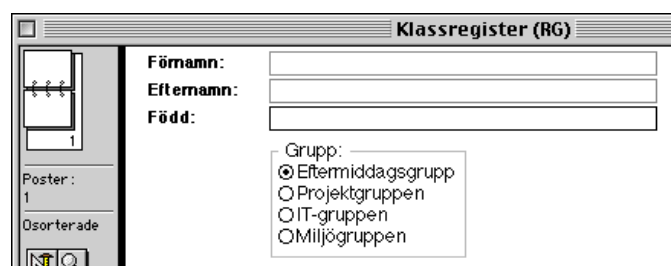 Klassregister (RG)
1
Poster:
1
Osorterade
Förnamn:
Efternamn:
Född:
Grupp:
Eftermiddagsgrupp
Projektgruppen
IT-gruppen
Miljögruppen